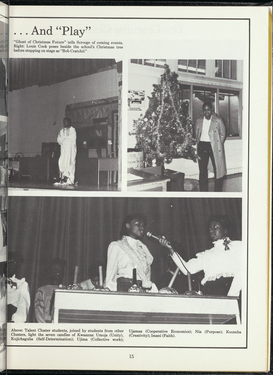 . . . And "Play"
"Ghost of Christmas Future" tells Scrooge of coming events.
Right: Louis Cook poses beside the school's Christmas tree
before stepping on stage as "Bob Cratchit."
Above: Talent Cluster students, joined by students from other
Clusters, light the seven candles of Kwanzaa: Umoja (Unity),
Kujichagulia (Self-Determination); Ujima (Collective work);
Ujamaa (Cooperative Economics); Nia (Purpose); Kuumba
(Creativity); Imani (Faith).
15